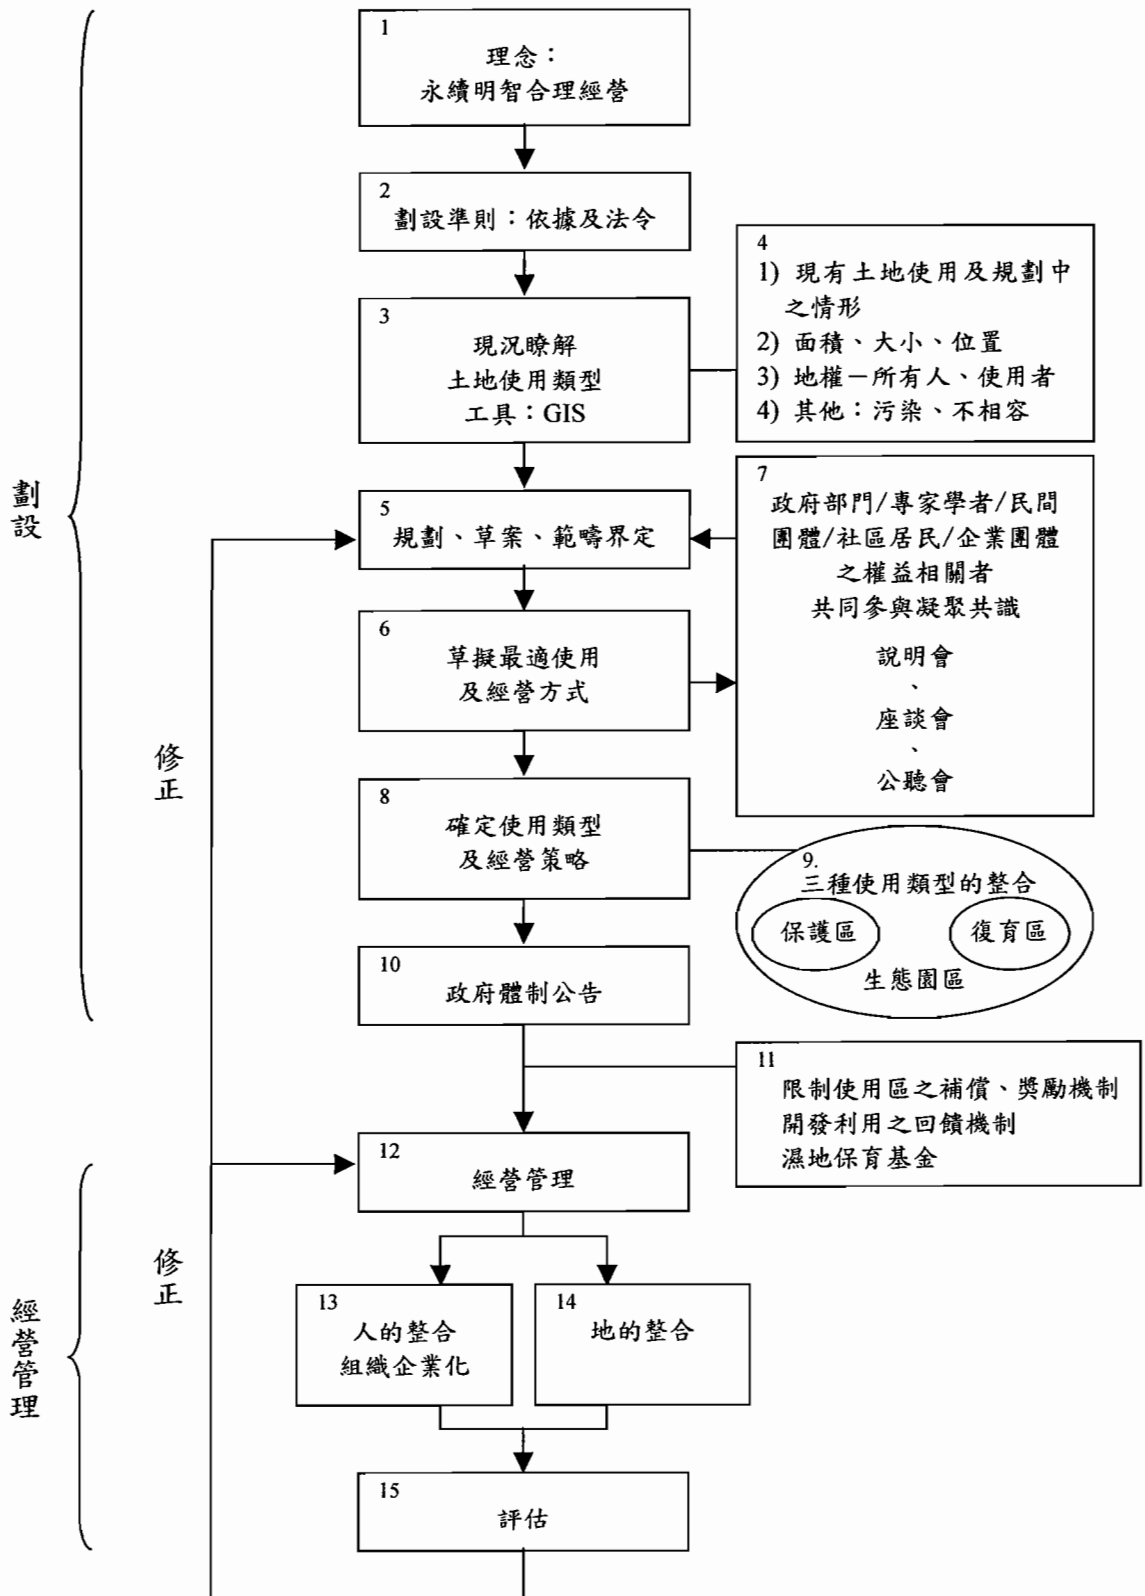 1
理念：
永續明智合理經營
2
劃設準則：依據及法令
3
現況瞭解
土地使用類型
工具：GIS
4
1) 現有土地使用及規劃中
之情形
2) 面積、大小、位置
3) 地權－所有人、使用者
4) 其他：污染、不相容
劃設
5
規劃、草案、範疇界定
7
政府部門/專家學者/民間
團體/社區居民/企業團體
之權益相關者
共同參與凝聚共識
說明會
、
座談會
、
公聽會
6
草擬最適使用
及經營方式
修正
8
確定使用類型
及經營策略
9.
三種使用類型的整合
保護區
復育區
生態園區
10
政府體制公告
11
限制使用區之補償、獎勵機制
開發利用之回饋機制
濕地保育基金
12
經營管理
修正
經營管理
13
人的整合
組織企業化
14
地的整合
15
評估